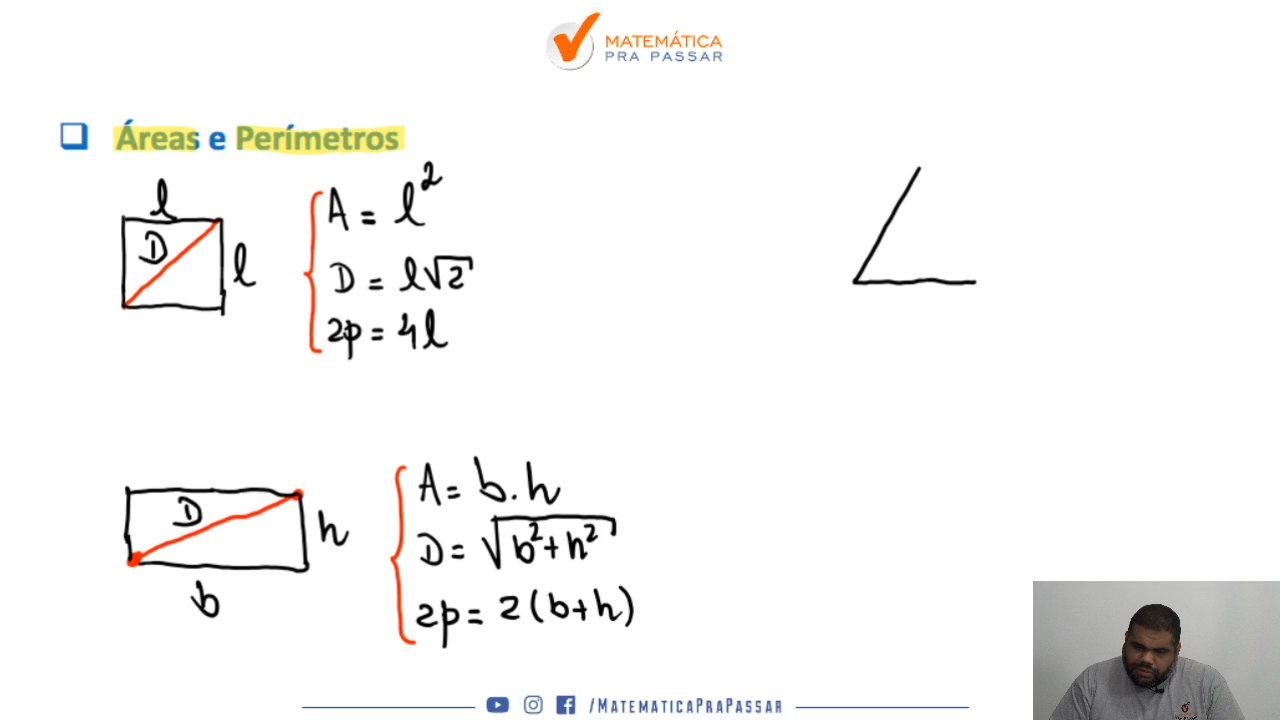 MATEMÁTICA
PRA PASSAR
Áreas e Perímetros
l
D
l
A = l²
D = l√2
2p = 4l
D
h
b
A = b.h
D = √b²+h²
2p = 2(b+h)
/MATEMATICAPRAPASSAR